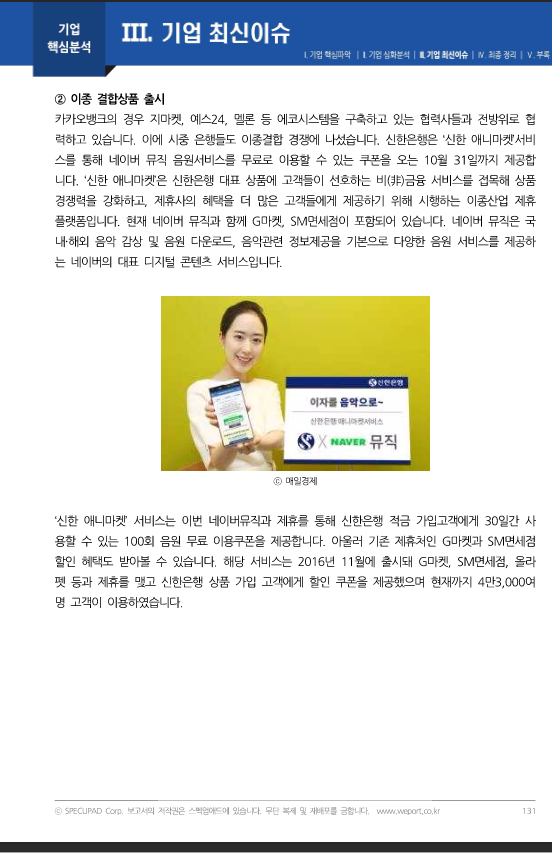 기업
핵심분석
Ⅲ. 기업 최신이슈
Ⅰ. 기업 핵심파악 | Ⅱ. 기업 심화분석 | Ⅲ. 기업 최신이슈 | Ⅳ. 최종 정리 | Ⅴ. 부록
② 이종 결합상품 출시
카카오뱅크의 경우 지마켓, 예스24, 멜론 등 에코시스템을 구축하고 있는 협력사들과 전방위로 협
력하고 있습니다. 이에 시중 은행들도 이종결합 경쟁에 나섰습니다. 신한은행은 '신한 애니마켓'서비
스를 통해 네이버 뮤직 음원서비스를 무료로 이용할 수 있는 쿠폰을 오는 10월 31일까지 제공합
니다. '신한 애니마켓'은 신한은행 대표 상품에 고객들이 선호하는 비(非)금융 서비스를 접목해 상품
경쟁력을 강화하고, 제휴사의 혜택을 더 많은 고객들에게 제공하기 위해 시행하는 이종산업 제휴
플랫폼입니다. 현재 네이버 뮤직과 함께 G마켓, SM면세점이 포함되어 있습니다. 네이버 뮤직은 국
내·해외 음악 감상 및 음원 다운로드, 음악관련 정보제공을 기본으로 다양한 음원 서비스를 제공하
는 네이버의 대표 디지털 콘텐츠 서비스입니다.
신한은행
이자를 음악으로~
신한은행 애니마켓서비스
X NAVER 뮤직
ⓒ 매일경제
'신한 애니마켓' 서비스는 이번 네이버뮤직과 제휴를 통해 신한은행 적금 가입고객에게 30일간 사
용할 수 있는 100회 음원 무료 이용쿠폰을 제공합니다. 아울러 기존 제휴처인 G마켓과 SM면세점
할인 혜택도 받아볼 수 있습니다. 해당 서비스는 2016년 11월에 출시돼 G마켓, SM면세점, 올라
펫 등과 제휴를 맺고 신한은행 상품 가입 고객에게 할인 쿠폰을 제공했으며 현재까지 4만3,000여
명 고객이 이용하였습니다.
ⓒ SPECUPAD Corp. 보고서의 저작권은 스펙업애드에 있습니다. 무단 복제 및 재배포를 금합니다. www.weport.co.kr
131